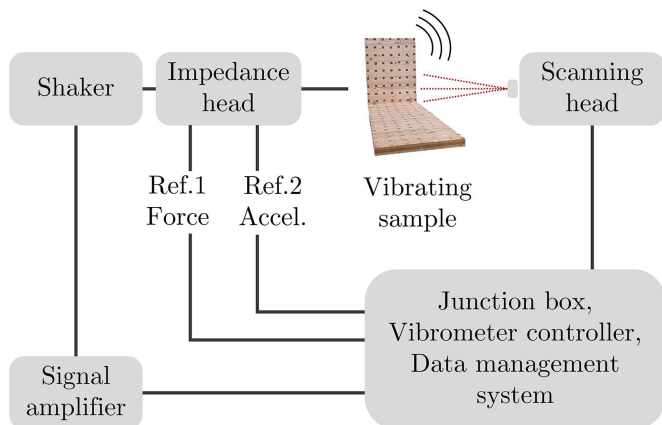 Shaker
Impedance
head
Scanning
head
Ref.1
Force
Ref.2
Accel.
Vibrating
sample
Junction box,
Vibrometer controller,
Data management
system
Signal
amplifier